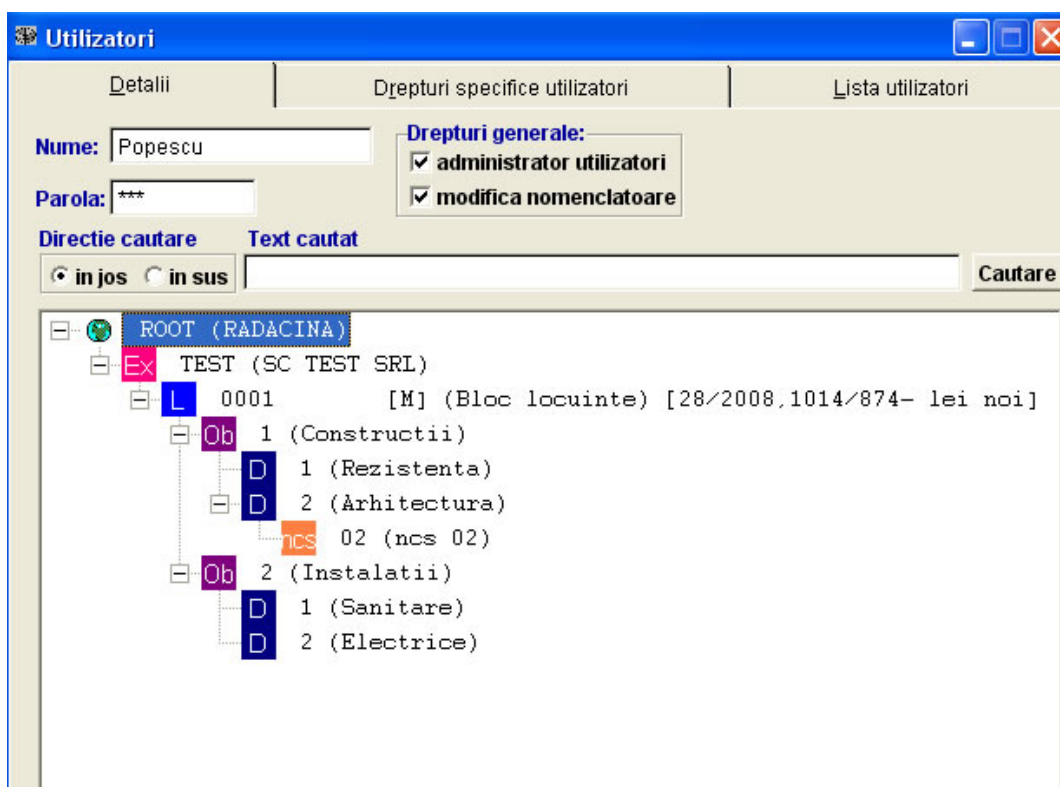 Utilizatori
Detalii Drepturi specifice utilizatori Lista utilizatori
Nume: Popescu
Drepturi generale:
administrator utilizatori
Parola: ***
modifica nomenclatoare
Directie cautare Text cautat
in jos in sus Cautare
ROOT (RADACINA)
Ex TEST (SC TEST SRL)
L 0001 [M] (Bloc locuinte) [28/2008,1014/874- lei noi]
Ob 1 (Constructii)
D 1 (Rezistenta)
D 2 (Arhitectura)
ncs 02 (ncs 02)
Ob 2 (Instalatii)
D 1 (Sanitare)
D 2 (Electrice)